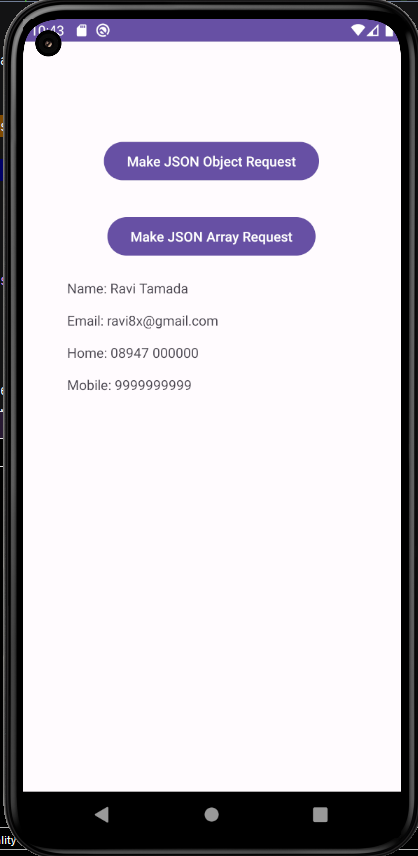 10:43
Make JSON Object Request
Make JSON Array Request
Name: Ravi Tamada
Email: ravi8x@gmail.com
Home: 08947 000000
Mobile: 9999999999
ality